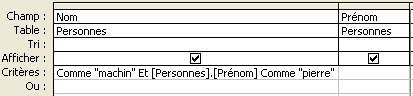 Champ : Nom Prénom
Table : Personnes Personnes
Tri :
Afficher :
Critères : Comme "machin" Et [Personnes].[Prénom] Comme "pierre"
Ou :